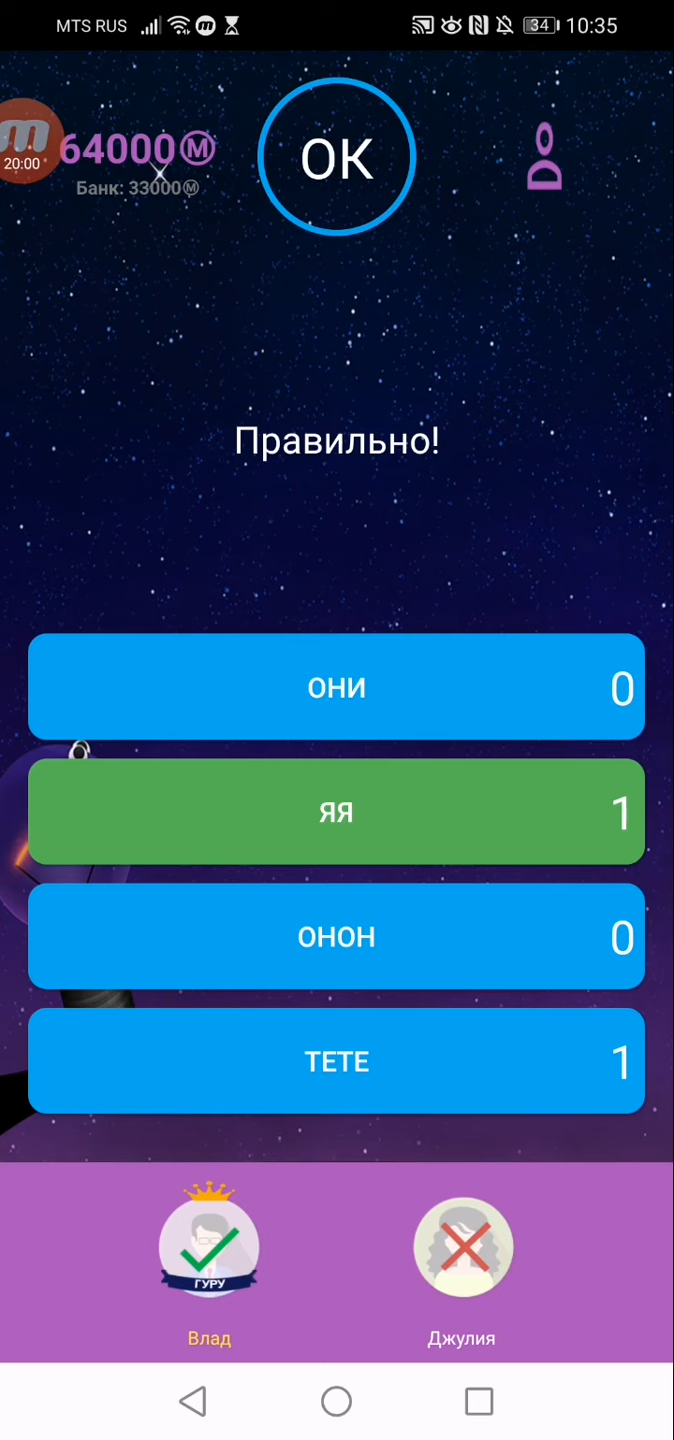 MTS RUS 34 10:35
64000Ⓜ
20:00
Банк: 33000Ⓜ
ОК
Правильно!
ОНИ 0
ЯЯ 1
ОНОН 0
ТЕТЕ 1
ГУРУ
Влад Джулия